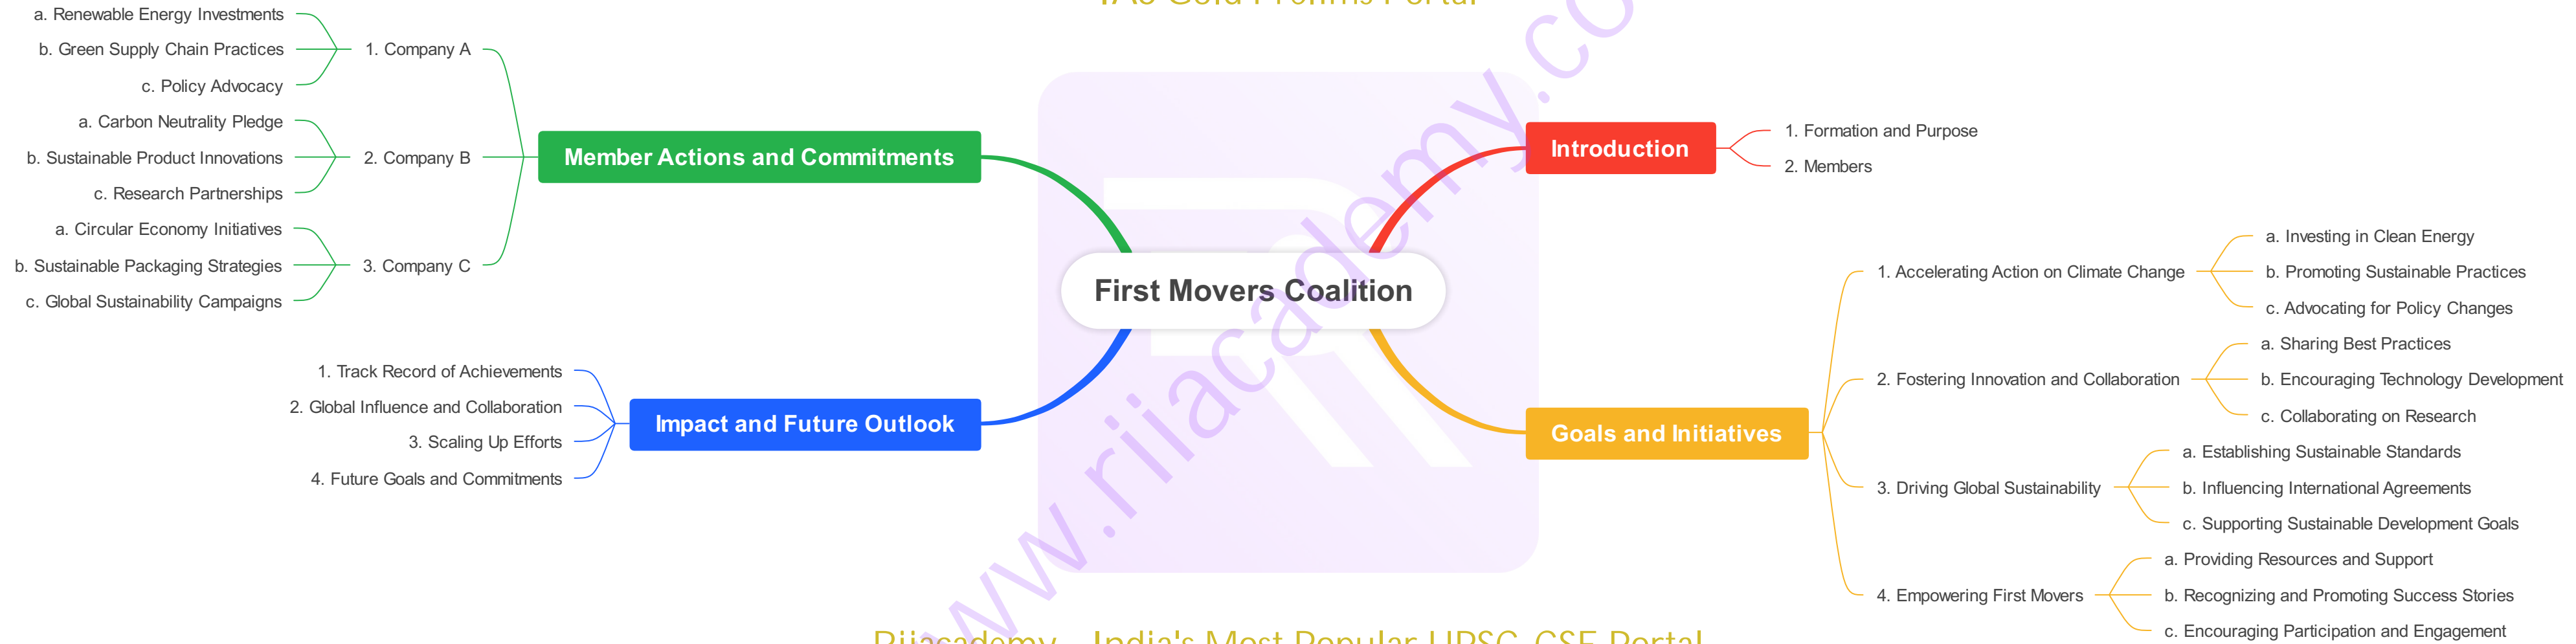 IAS Gold Prelims Portal
First Movers Coalition
Introduction
1. Formation and Purpose
2. Members
Goals and Initiatives
1. Accelerating Action on Climate Change
a. Investing in Clean Energy
b. Promoting Sustainable Practices
c. Advocating for Policy Changes
2. Fostering Innovation and Collaboration
a. Sharing Best Practices
b. Encouraging Technology Development
c. Collaborating on Research
3. Driving Global Sustainability
a. Establishing Sustainable Standards
b. Influencing International Agreements
c. Supporting Sustainable Development Goals
4. Empowering First Movers
a. Providing Resources and Support
b. Recognizing and Promoting Success Stories
c. Encouraging Participation and Engagement
Member Actions and Commitments
1. Company A
a. Renewable Energy Investments
b. Green Supply Chain Practices
c. Policy Advocacy
2. Company B
a. Carbon Neutrality Pledge
b. Sustainable Product Innovations
c. Research Partnerships
3. Company C
a. Circular Economy Initiatives
b. Sustainable Packaging Strategies
c. Global Sustainability Campaigns
Impact and Future Outlook
1. Track Record of Achievements
2. Global Influence and Collaboration
3. Scaling Up Efforts
4. Future Goals and Commitments
ww.riiacademy.co
Riiacademy - India's Most Popular UPSC-CSE Portal